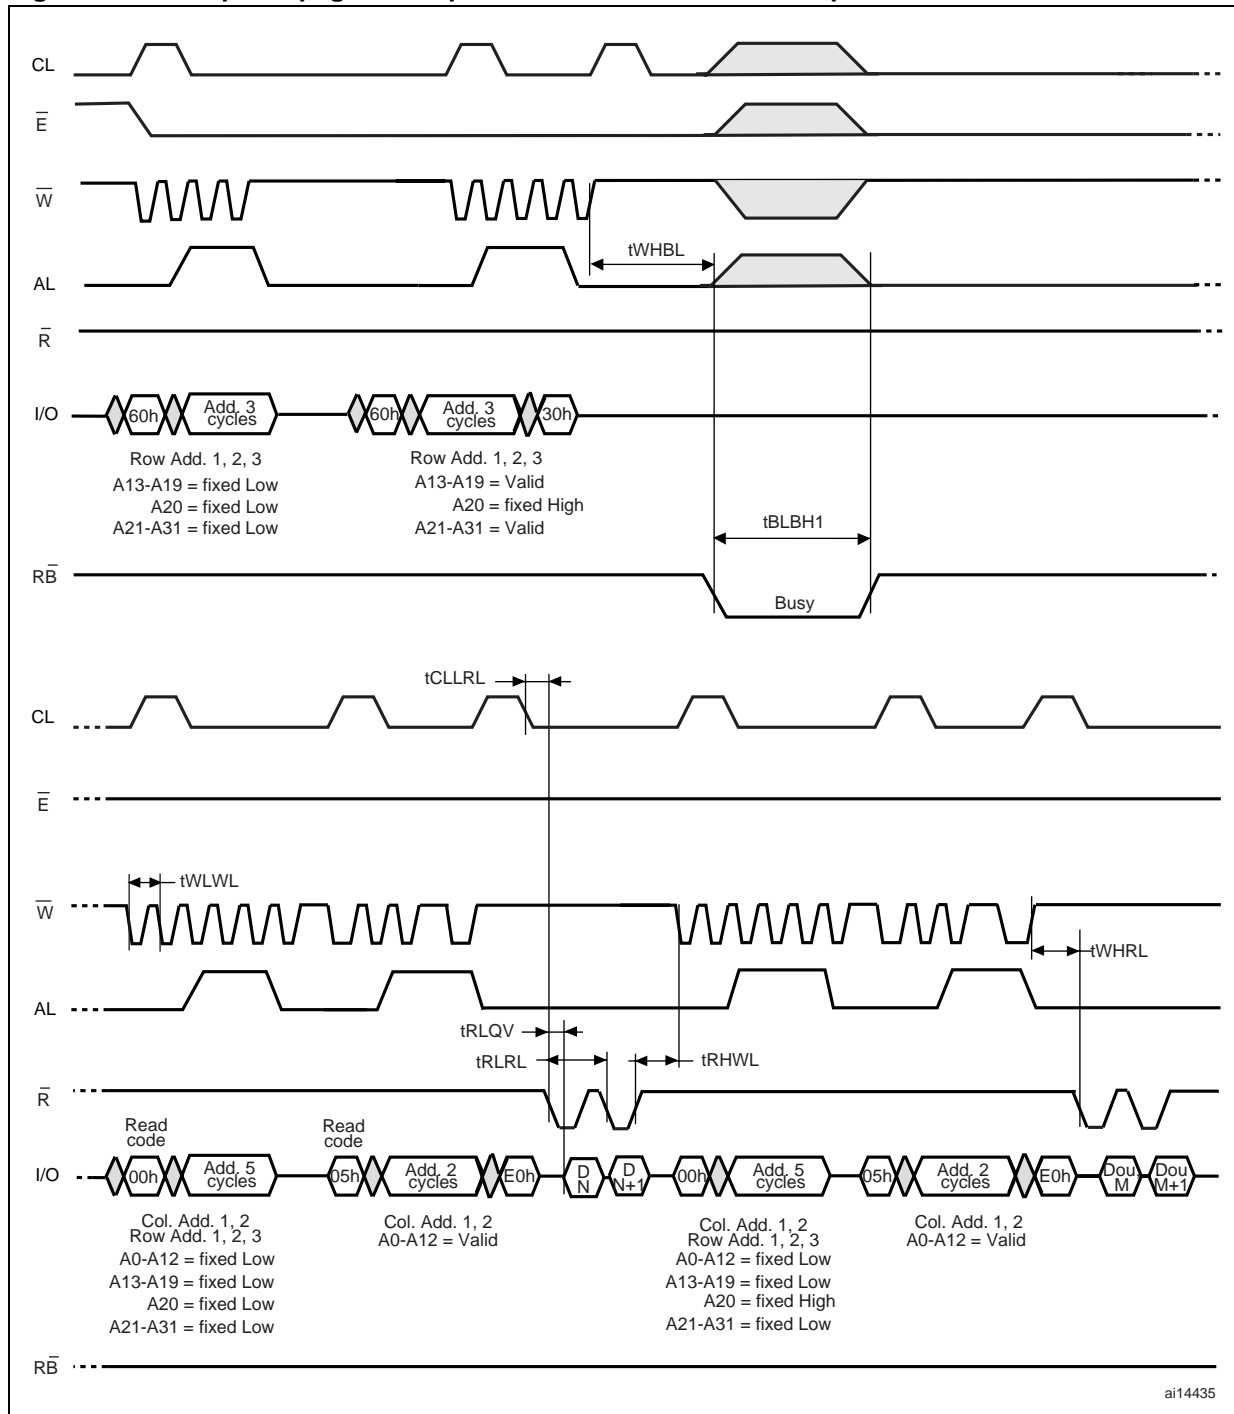 CL
E
W
tWHBL
AL
R
I/O
60h
Add. 3
cycles
60h
Add. 3
cycles
30h
Row Add. 1, 2, 3
A13-A19 = fixed Low
A20 = fixed Low
A21-A31 = fixed Low
Row Add. 1, 2, 3
A13-A19 = Valid
A20 = fixed High
A21-A31 = Valid
tBLBH1
RB
Busy
tCLLRL
CL
E
tWLWL
W
tWHRL
AL
tRLQV
tRLRL
tRHWL
R
Read
code
Read
code
I/O
00h
Add. 5
cycles
05h
Add. 2
cycles
E0h
D
N
D
N+1
00h
Add. 5
cycles
05h
Add. 2
cycles
E0h
Dou
M
Dou
M+1
Col. Add. 1, 2
Row Add. 1, 2, 3
A0-A12 = fixed Low
A13-A19 = fixed Low
A20 = fixed Low
A21-A31 = fixed Low
Col. Add. 1, 2
A0-A12 = Valid
Col. Add. 1, 2
Row Add. 1, 2, 3
A0-A12 = fixed Low
A13-A19 = fixed Low
A20 = fixed High
A21-A31 = fixed Low
Col. Add. 1, 2
A0-A12 = Valid
RB
ai14435